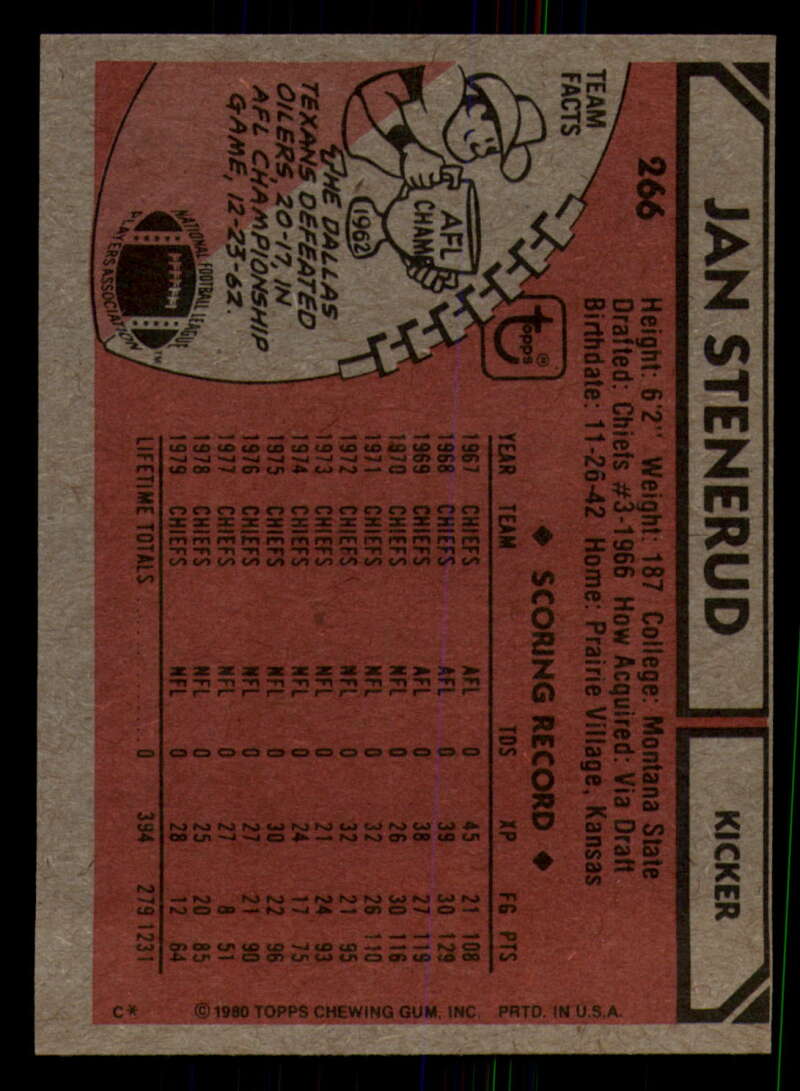 JAN STENERUD
KICKER
266
Height: 6'2" Weight: 187 College: Montana State
Drafted: Chiefs #3-1966 How Acquired: Via Draft
Birthdate: 11-26-42 Home: Prairie Village, Kansas
TEAM
FACTS
AFL
CHAMP
1962
THE DALLAS
TEXANS DEFEATED
OILERS, 20-17, IN
AFL CHAMPIONSHIP
GAME, 12-23-62.
NATIONAL FOOTBALL LEAGUE
PLAYERS ASSOCIATION
TM
topps®
◆ SCORING RECORD ◆
YEAR TEAM TDS XP FG PTS
1967 CHIEFS AFL 0 45 21 108
1968 CHIEFS AFL 0 39 30 129
1969 CHIEFS AFL 0 38 27 119
1970 CHIEFS NFL 0 26 30 116
1971 CHIEFS NFL 0 32 26 110
1972 CHIEFS NFL 0 32 21 95
1973 CHIEFS NFL 0 21 24 93
1974 CHIEFS NFL 0 24 17 75
1975 CHIEFS NFL 0 30 22 96
1976 CHIEFS NFL 0 27 21 90
1977 CHIEFS NFL 0 27 8 51
1978 CHIEFS NFL 0 25 20 85
1979 CHIEFS NFL 0 28 12 64
LIFETIME TOTALS 0 394 279 1231
C* © 1980 TOPPS CHEWING GUM, INC. PRTD. IN U.S.A.